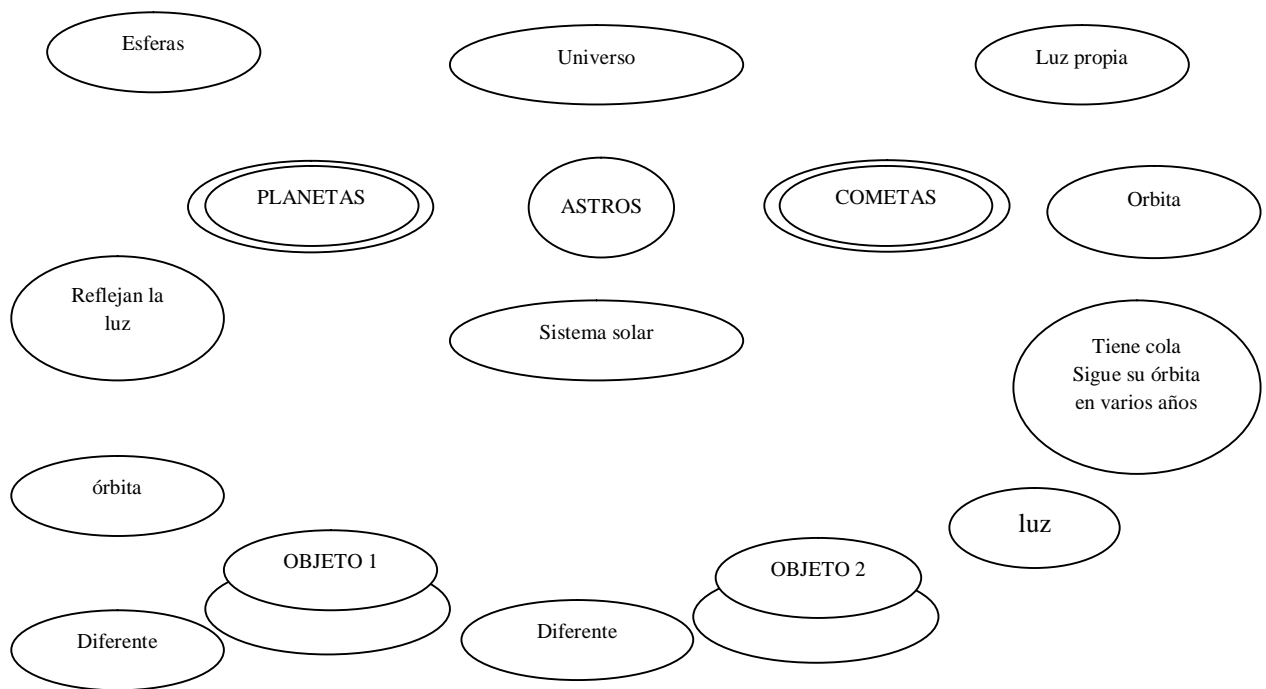 Esferas
Universo
Luz propia
PLANETAS
ASTROS
COMETAS
Orbita
Reflejan la
luz
Sistema solar
Tiene cola
Sigue su órbita
en varios años
órbita
luz
OBJETO 1
OBJETO 2
Diferente
Diferente